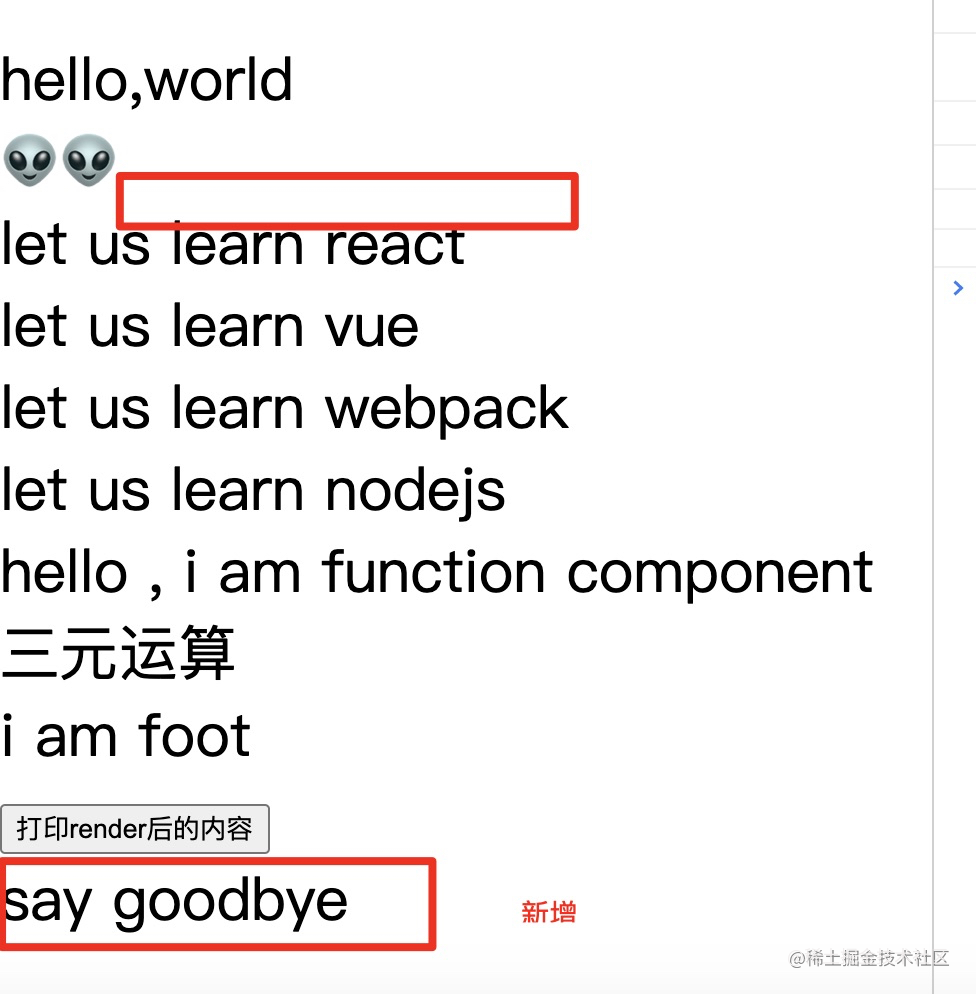 hello,world
👽👽
let us learn react
let us learn vue
let us learn webpack
let us learn nodejs
hello , i am function component
三元运算
i am foot
打印render后的内容
say goodbye
新增
@稀土掘金技术社区